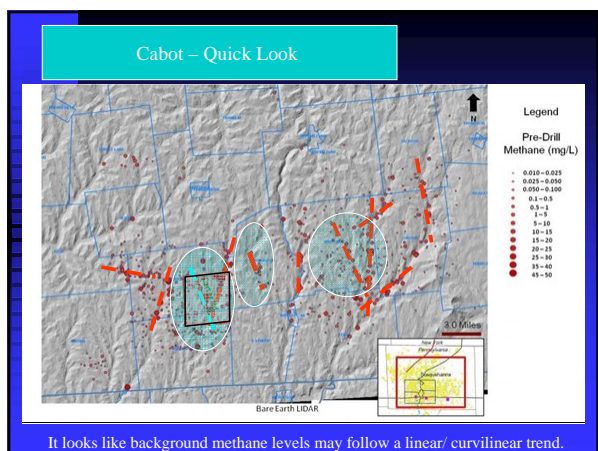 Cabot – Quick Look
N
Legend
Pre-Drill
Methane (mg/L)
0.010 – 0.025
0.025 – 0.050
0.050 – 0.100
0.1 – 0.5
0.5 – 1
1 – 5
5 – 10
10 – 15
15 – 20
20 – 25
25 – 30
35 – 40
45 – 50
3.0 Miles
New York
Pennsylvania
Susquehanna
Bare Earth LIDAR
It looks like background methane levels may follow a linear/ curvilinear trend.